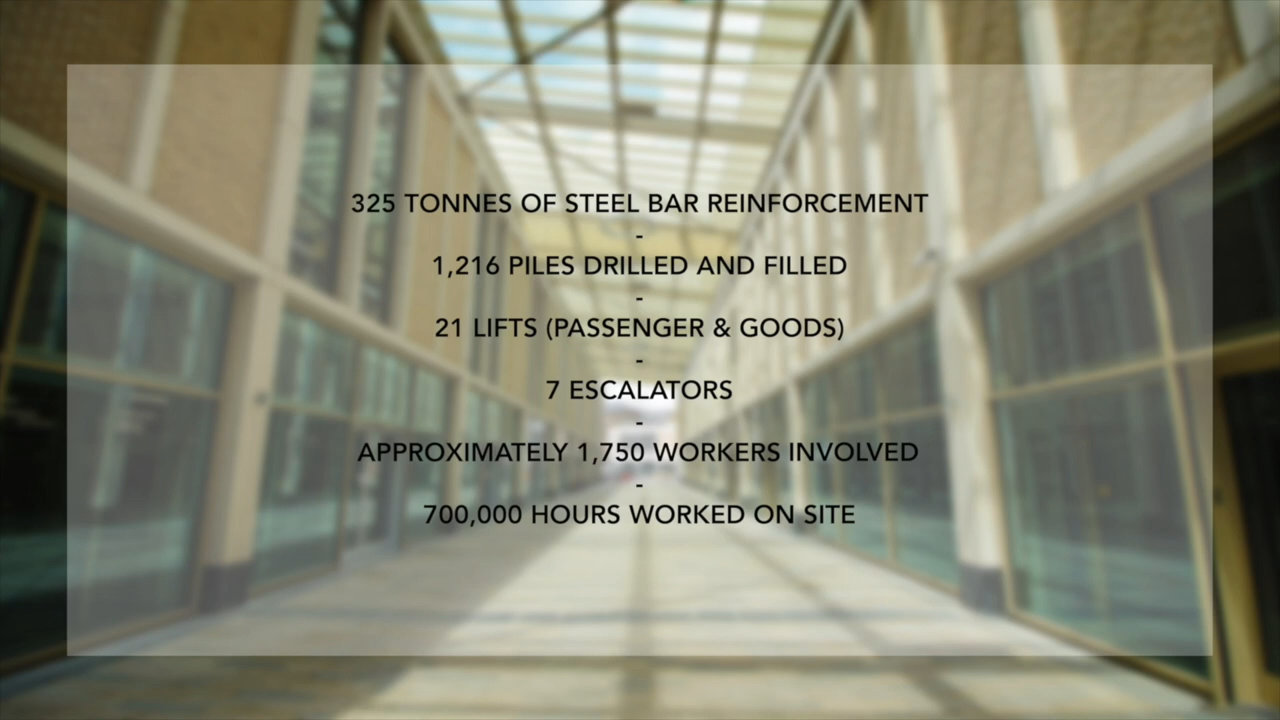 325 TONNES OF STEEL BAR REINFORCEMENT
-
1,216 PILES DRILLED AND FILLED
-
21 LIFTS (PASSENGER & GOODS)
-
7 ESCALATORS
-
APPROXIMATELY 1,750 WORKERS INVOLVED
-
700,000 HOURS WORKED ON SITE